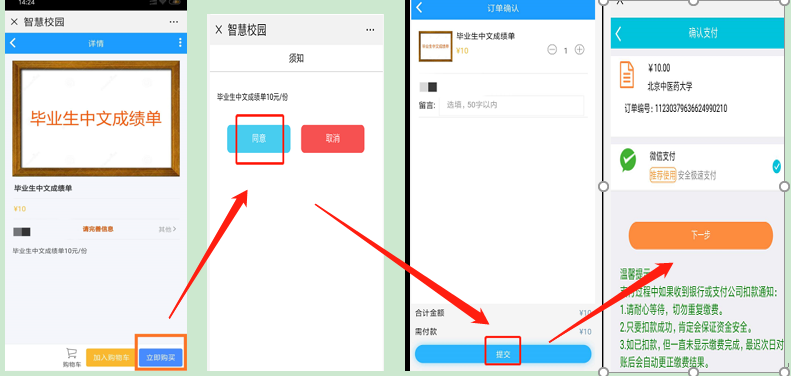 14:24
× 智慧校园 ···
详情
毕业生中文成绩单
毕业生中文成绩单
¥10
请完善信息
其他 >
毕业生中文成绩单10元/份
购物车
加入购物车
立即购买
× 智慧校园 ···
须知
毕业生中文成绩单10元/份
同意
取消
订单确认
毕业生中文成绩单
毕业生中文成绩单
¥10
1
留言:
选填, 50字以内
合计金额 ¥10
需付款 ¥10
提交
确认支付
¥10.00
北京中医药大学
订单编号: 11230379636624990210
微信支付
推荐使用 安全极速支付
下一步
温馨提示
支付过程中如果收到银行或支付公司扣款通知:
1.请耐心等待，切勿重复缴费。
2.只要扣款成功，肯定会保证资金安全。
3.如已扣款，但一直未显示缴费完成，最迟次日对
账后会自动更正缴费结果。